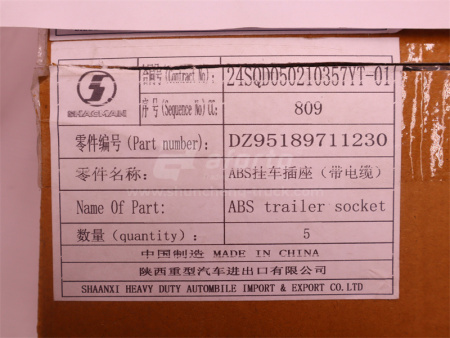 合同号(Contract No): 24SQD050210357YT-01
SHACMAN
序 号(Sequence No) CC: 809
零件编号(Part number): DZ95189711230
零件名称: ABS挂车插座（带电缆）
Name Of Part: ABS trailer socket
数量(quantity): 5
中国制造 MADE IN CHINA
陕西重型汽车进出口有限公司
SHAANXI HEAVY DUTY AUTOMBILE IMPORT & EXPORT CO.LTD